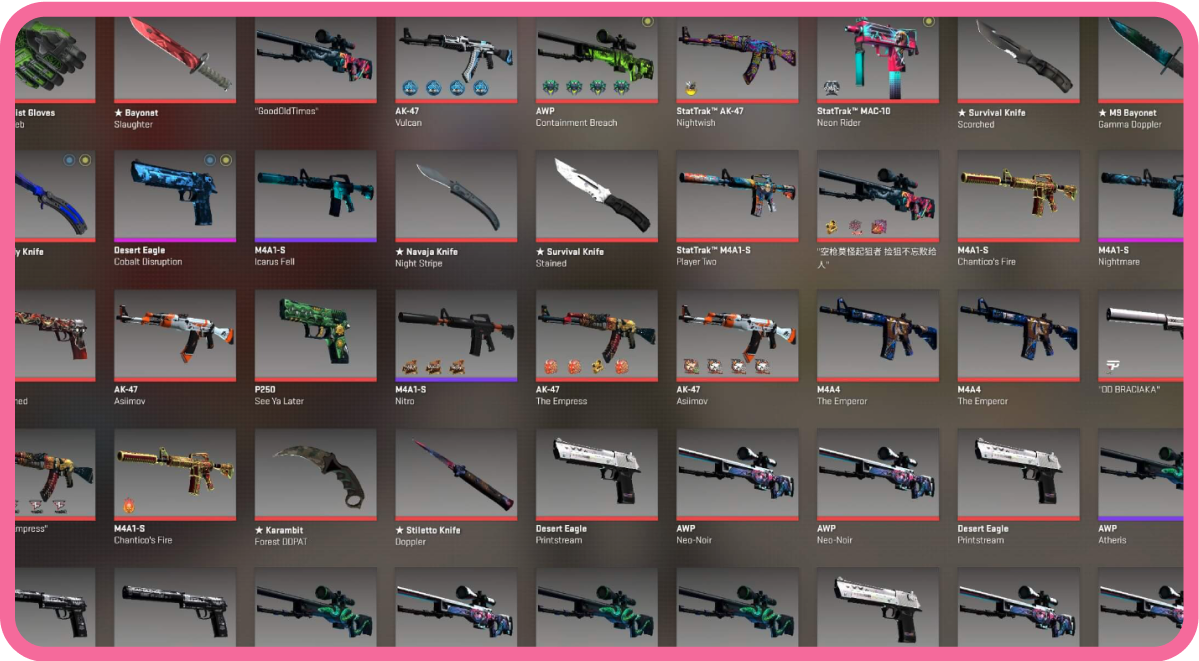 ist Gloves
eb
★ Bayonet
Slaughter
"GoodOldTimes"
AK-47
Vulcan
AWP
Containment Breach
StatTrak™ AK-47
Nightwish
StatTrak™ MAC-10
Neon Rider
★ Survival Knife
Scorched
★ M9 Bayonet
Gamma Doppler
y Knife
Desert Eagle
Cobalt Disruption
M4A1-S
Icarus Fell
★ Navaja Knife
Night Stripe
★ Survival Knife
Stained
StatTrak™ M4A1-S
Player Two
"空枪莫怪起狙者 捡狙不忘败给
人"
M4A1-S
Chantico's Fire
M4A1-S
Nightmare
ned
AK-47
Asiimov
P250
See Ya Later
M4A1-S
Nitro
AK-47
The Empress
AK-47
Asiimov
M4A4
The Emperor
M4A4
The Emperor
"OD BRACIAKA"
mpress"
M4A1-S
Chantico's Fire
★ Karambit
Forest DDPAT
★ Stiletto Knife
Doppler
Desert Eagle
Printstream
AWP
Neo-Noir
AWP
Neo-Noir
Desert Eagle
Printstream
AWP
Atheris